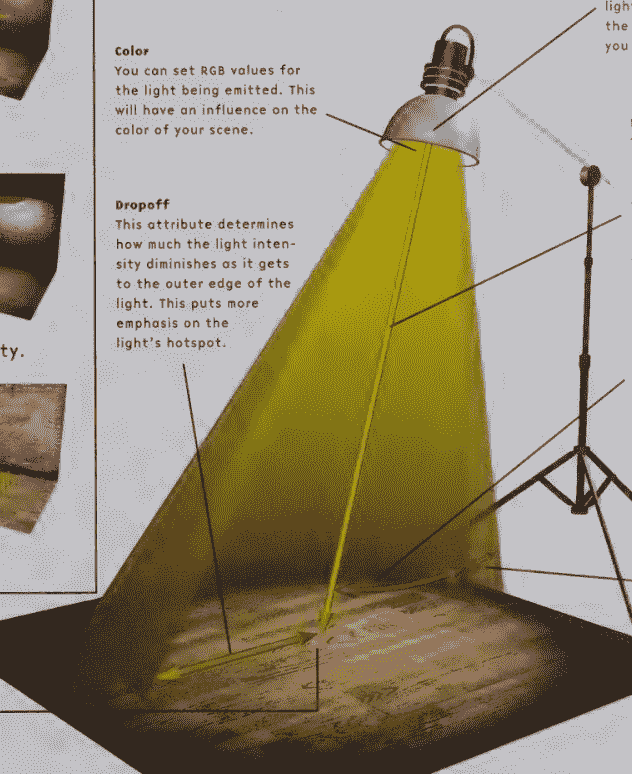 Color
You can set RGB values for
the light being emitted. This
will have an influence on the
color of your scene.
Dropoff
This attribute determines
how much the light inten-
sity diminishes as it gets
to the outer edge of the
light. This puts more
emphasis on the
light's hotspot.
ty.
ligh
the
you